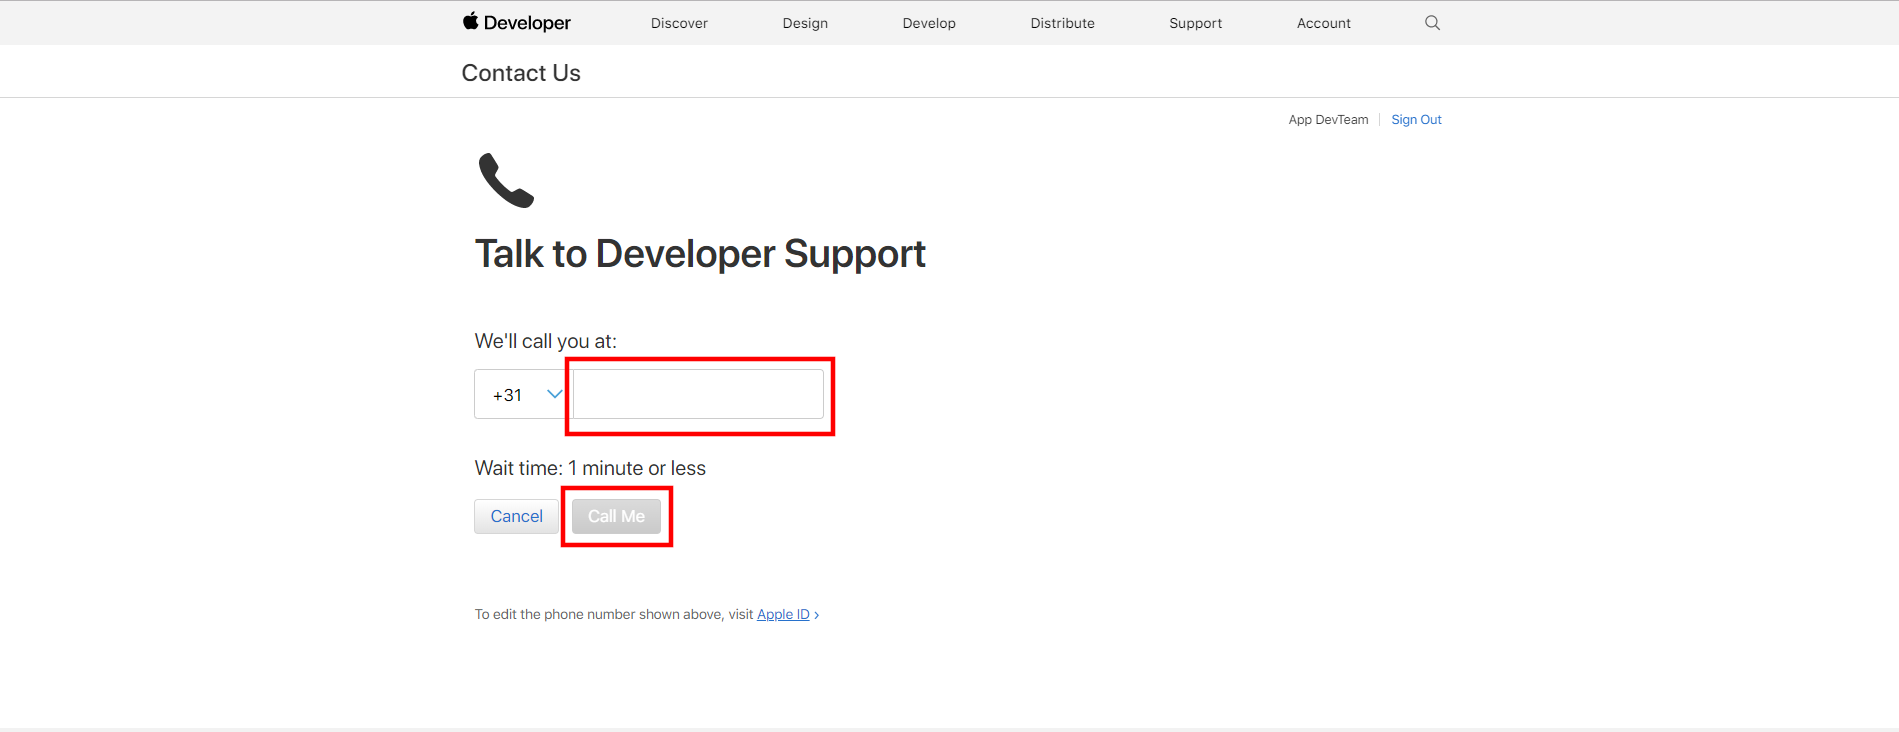 Developer Discover Design Develop Distribute Support Account
Contact Us
App DevTeam Sign Out
Talk to Developer Support
We'll call you at:
+31
Wait time: 1 minute or less
Cancel Call Me
To edit the phone number shown above, visit Apple ID ›